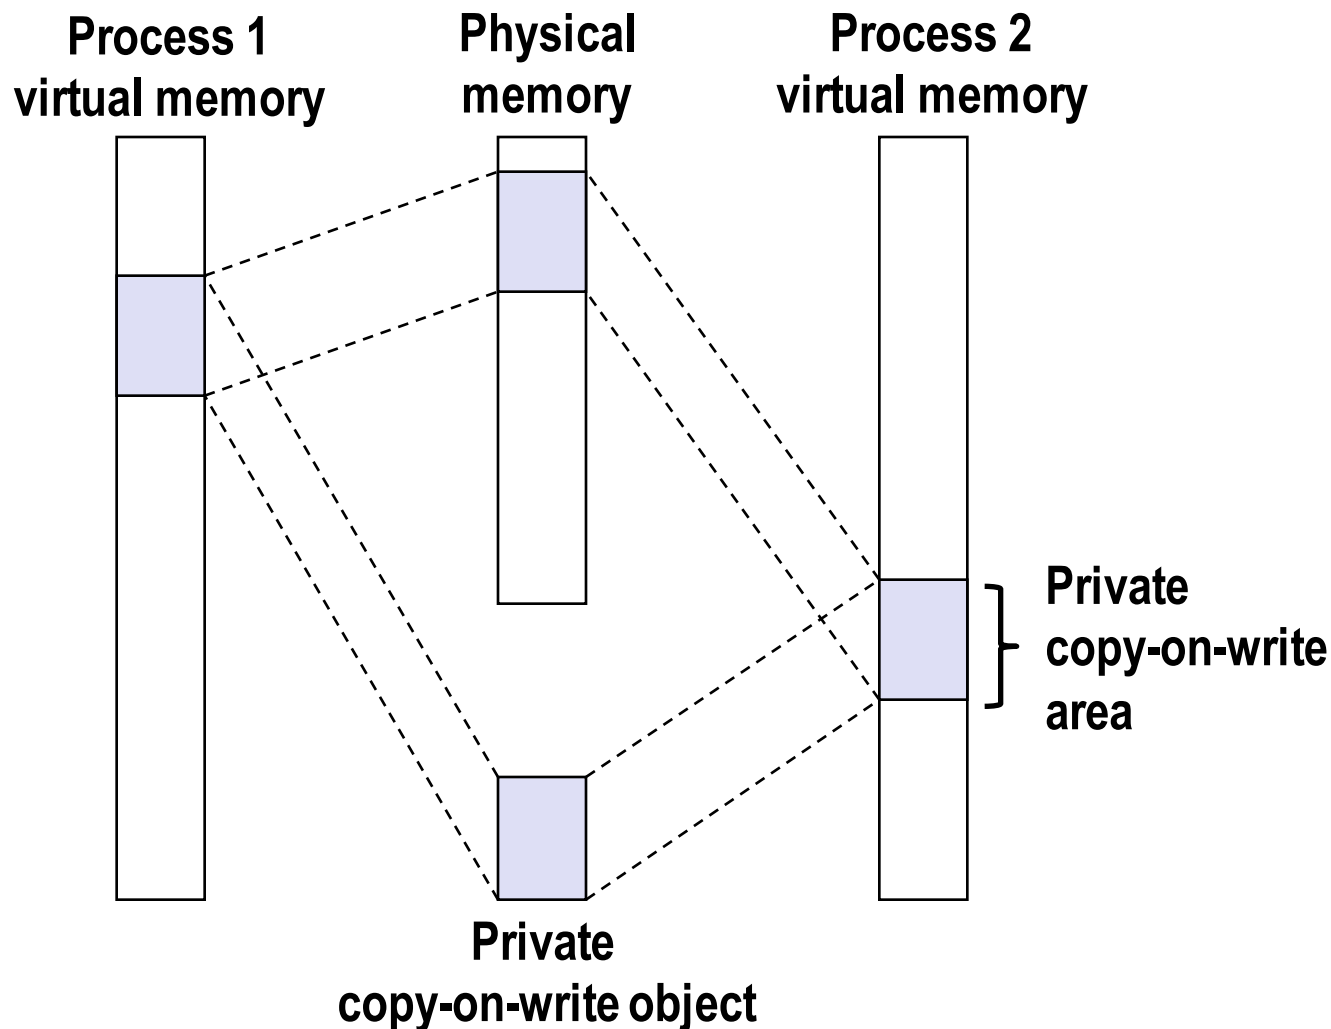 Process 1
virtual memory
Physical
memory
Process 2
virtual memory
Private
copy-on-write
area
Private
copy-on-write object